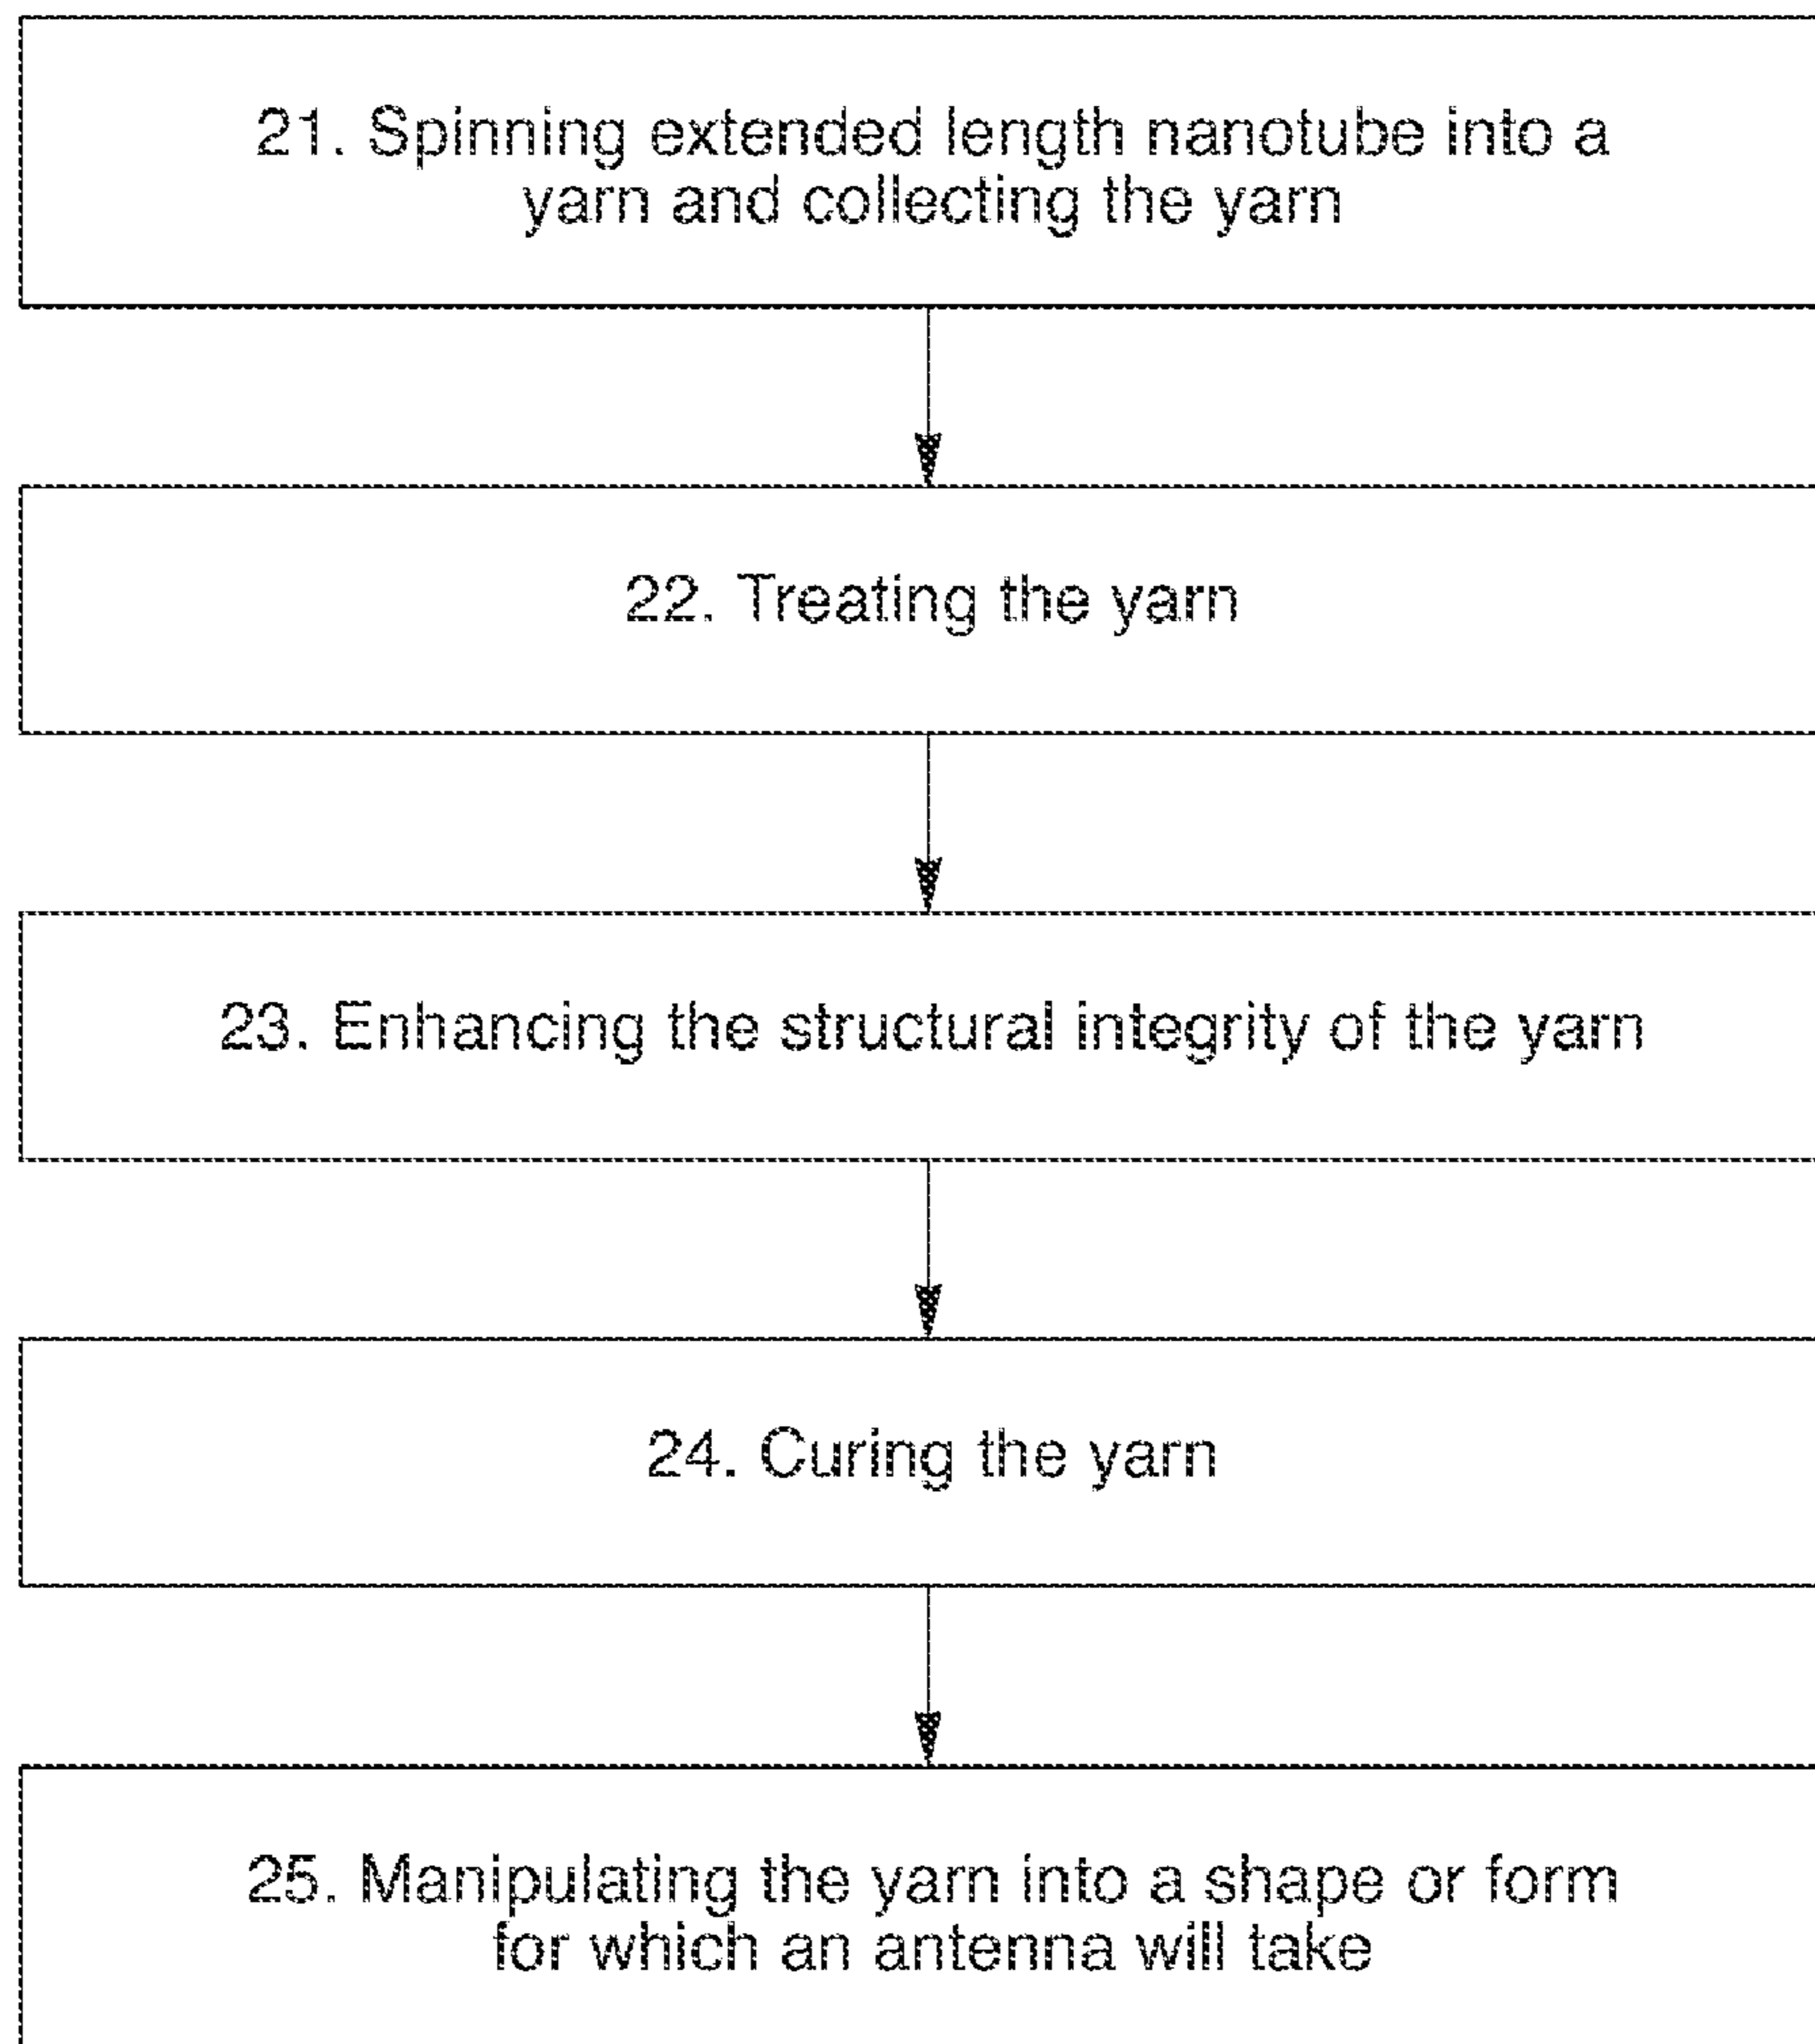 21. Spinning extended length nanotube into a
yarn and collecting the yarn
22. Treating the yarn
23. Enhancing the structural integrity of the yarn
24. Curing the yarn
25. Manipulating the yarn into a shape or form
for which an antenna will take